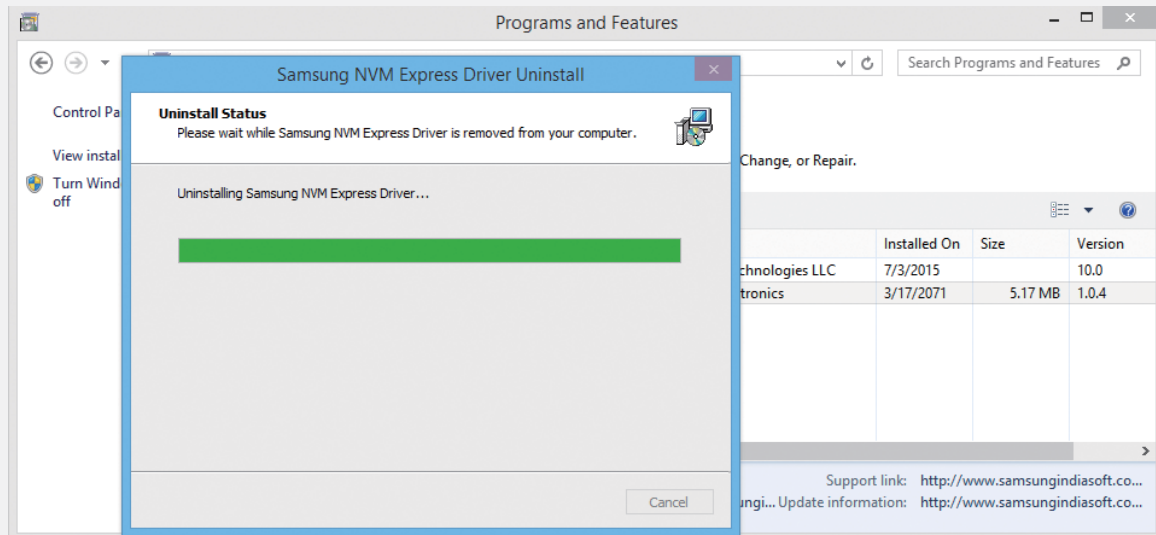 Programs and Features
Search Programs and Features
Samsung NVM Express Driver Uninstall
Control Pa
View instal
Turn Wind
off
Uninstall Status
Please wait while Samsung NVM Express Driver is removed from your computer.
Uninstalling Samsung NVM Express Driver...
Cancel
Change, or Repair.
Installed On Size Version
chnologies LLC 7/3/2015 10.0
tronics 3/17/2071 5.17 MB 1.0.4
Support link: http://www.samsungindiasoft.co...
ungi... Update information: http://www.samsungindiasoft.co...